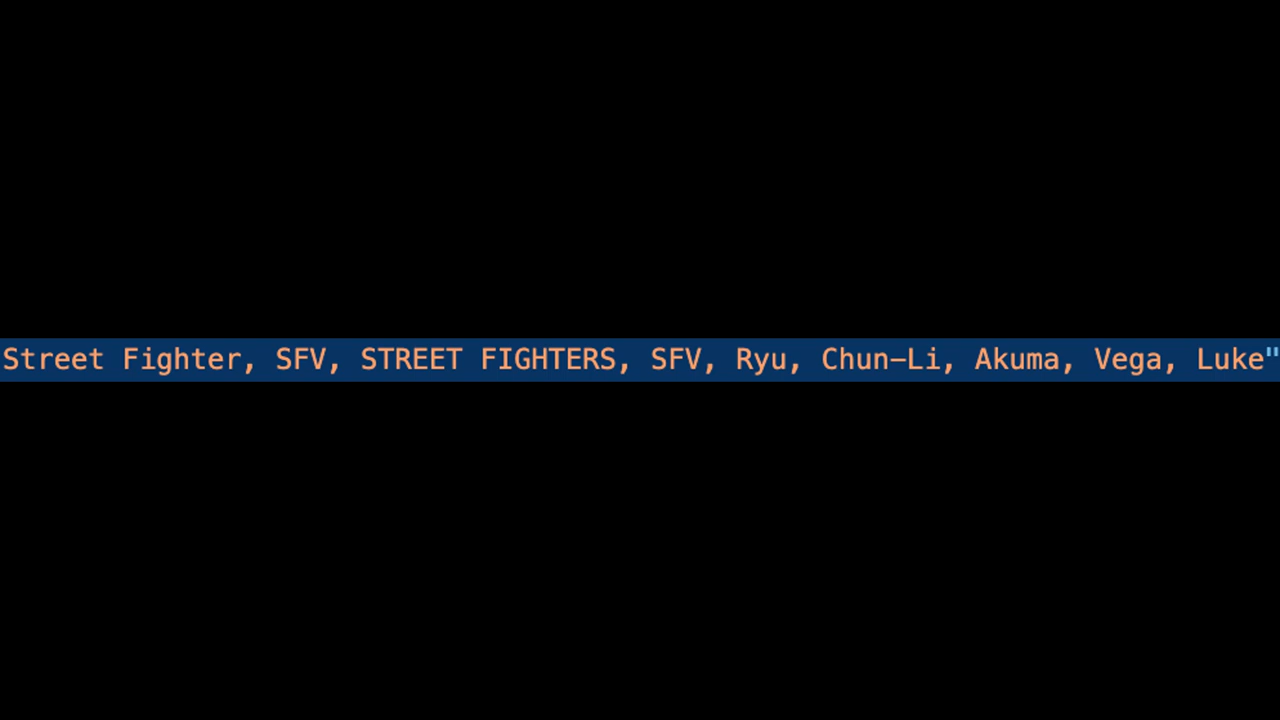 Street Fighter, SFV, STREET FIGHTERS, SFV, Ryu, Chun-Li, Akuma, Vega, Luke"